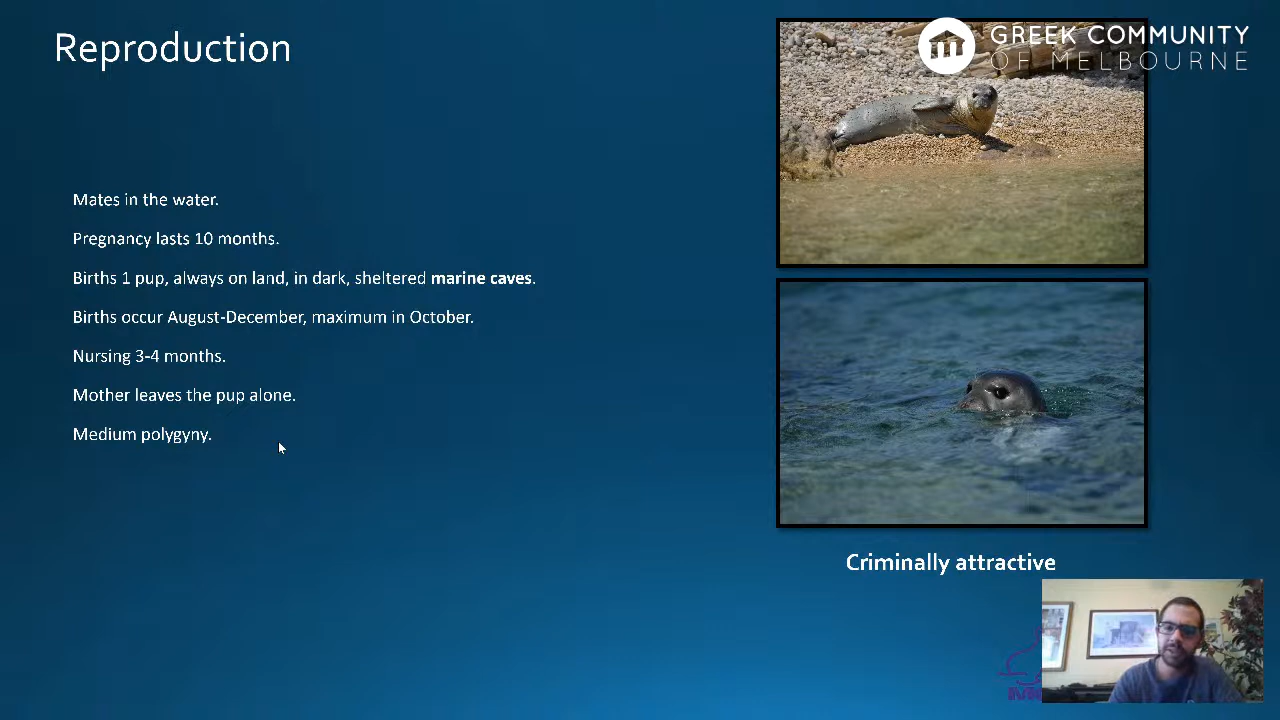 Reproduction
GREEK COMMUNITY
OF MELBOURNE
Mates in the water.
Pregnancy lasts 10 months.
Births 1 pup, always on land, in dark, sheltered marine caves.
Births occur August-December, maximum in October.
Nursing 3-4 months.
Mother leaves the pup alone.
Medium polygyny.
Criminally attractive